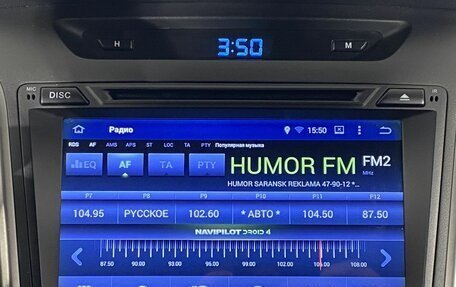 H 3:50 M
MIC DISC IR
Радио 15:50
RDS AF AMS APS ST LOC TA PTY Популярная музыка
EQ AF TA PTY HUMOR FM FM2
MHz
HUMOR SARANSK REKLAMA 47-90-12 *...
P7 P8 P9 P10 P11 P12
104.95 РУССКОЕ 102.60 * АВТО * 104.50 87.50
NAVIPILOT DROID 4
87.50 90.00 93.00 96.00 99.00 102.00 105.00 108.00